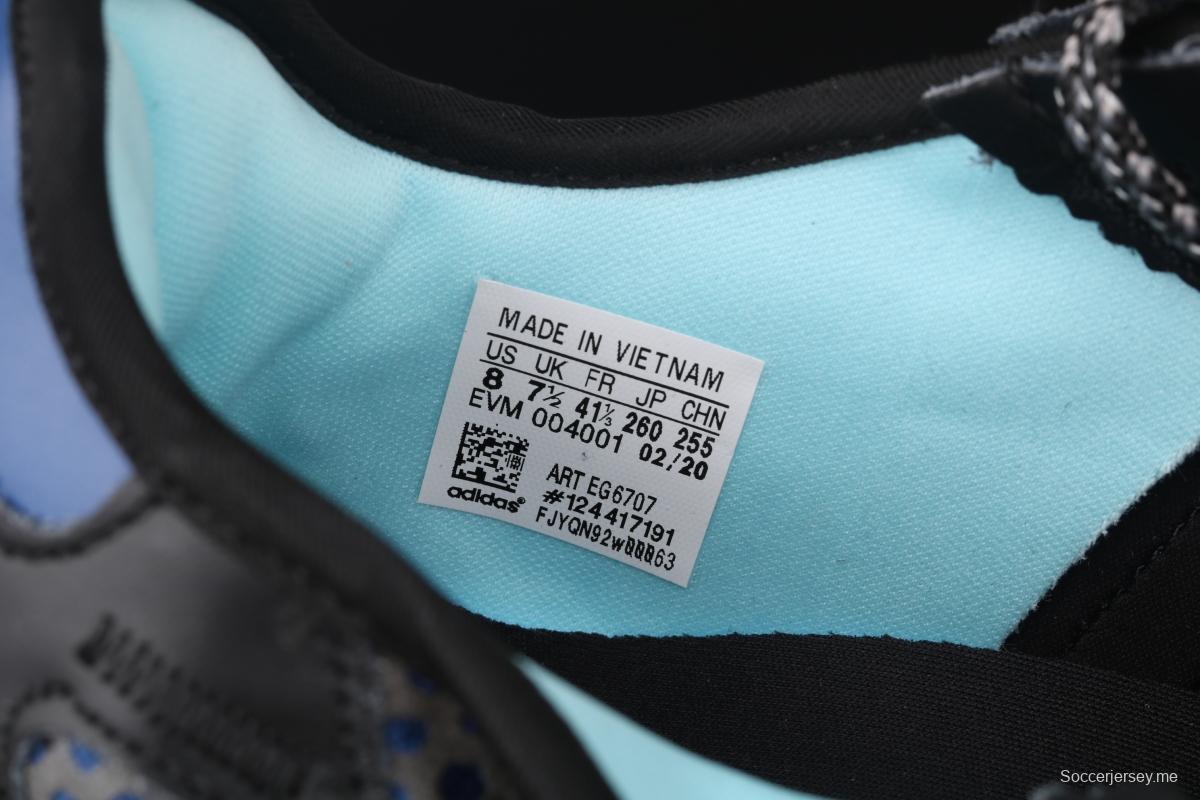 MADE IN VIETNAM
US UK FR JP CHN
8 7½ 41⅓ 260 255
EVM 004001 02/20
ART EG6707
#124417191
adidas®
Soccerjersey.me